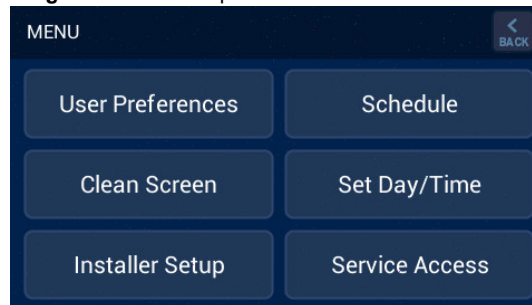 MENU
BACK
User Preferences
Schedule
Clean Screen
Set Day/Time
Installer Setup
Service Access